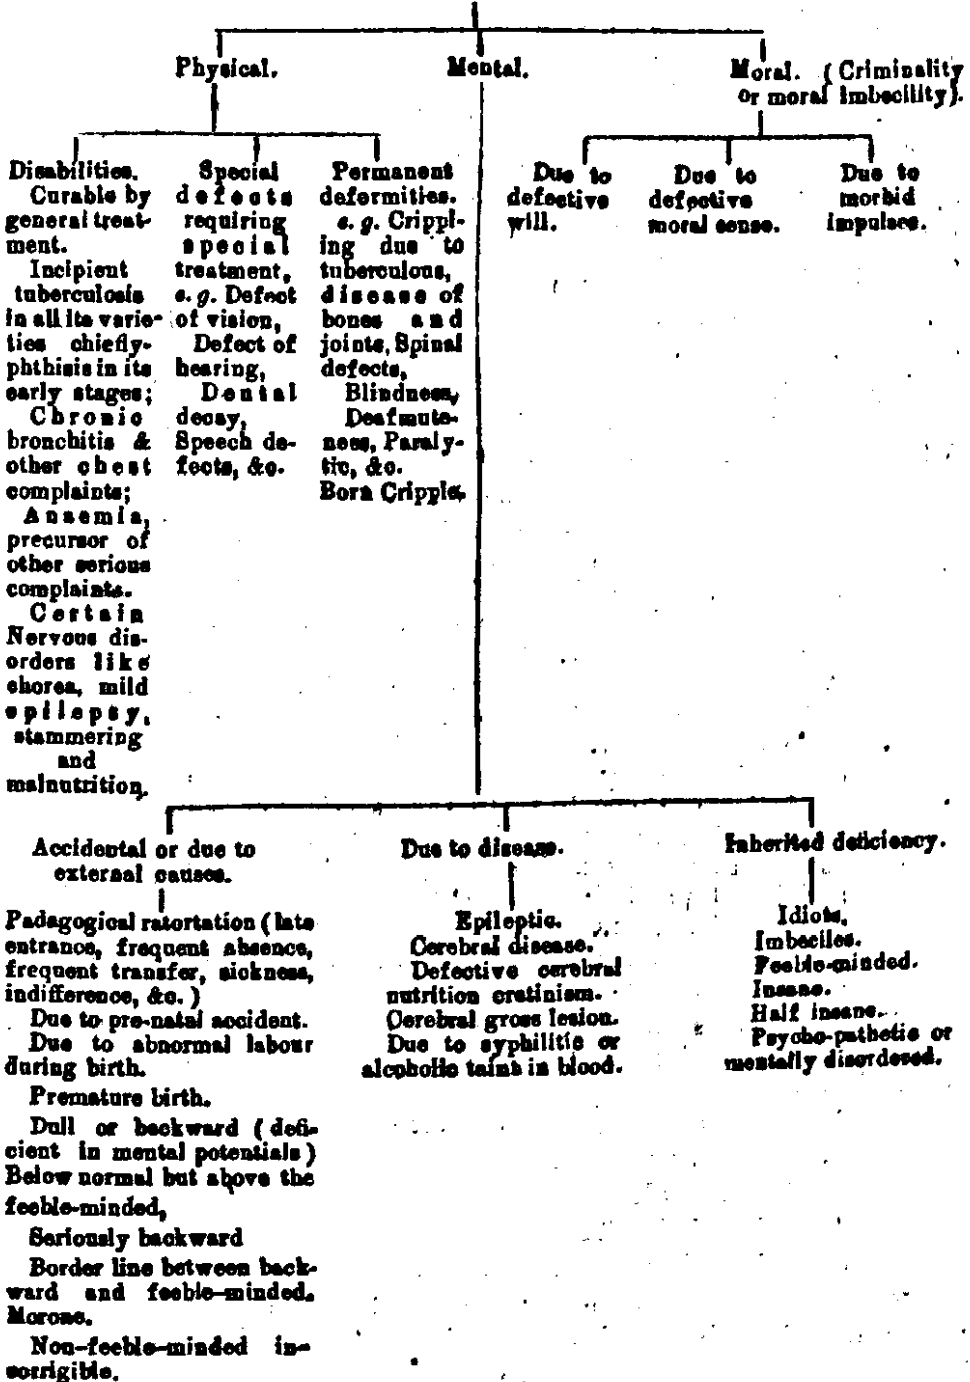 Physical.
Mental.
Moral. (Criminality
or moral imbecility).
Disabilities.
Curable by
general treat-
ment.
Incipient
tuberculosis
in all its varie-
ties chiefly-
phthisis in its
early stages;
Chronic
bronchitis &
other chest
complaints;
Anaemia,
precursor of
other serious
complaints.
Certain
Nervous dis-
orders like
chorea, mild
epilepsy,
stammering
and
malnutrition.
Special
defects
requiring
special
treatment,
e. g. Defect
of vision,
Defect of
hearing,
Dental
decay,
Speech de-
fects, &c.
Permanent
deformities.
e. g. Crippl-
ing due to
tuberculous,
disease of
bones and
joints, Spinal
defects,
Blindness,
Deafmute-
ness, Paraly-
tic, &c.
Born Cripple.
Due to
defective
will.
Due to
defective
moral sense.
Due to
morbid
impulses.
Accidental or due to
external causes.
Padagogical ratortation (late
entrance, frequent absence,
frequent transfer, sickness,
indifference, &c. )
Due to pre-natal accident.
Due to abnormal labour
during birth.
Premature birth.
Dull or backward ( defi-
cient in mental potentials )
Below normal but above the
feeble-minded,
Seriously backward
Border line between back-
ward and feeble-minded.
Morons.
Non-feeble-minded in-
corrigible.
Due to disease.
Epileptic.
Cerebral disease.
Defective cerebral
nutrition cretinism.
Cerebral gross lesion.
Due to syphilitic or
alcoholic taint in blood.
Inherited deficiency.
Idiots.
Imbeciles.
Feeble-minded.
Insane.
Half insane.
Psycho-pathetic or
mentally disordered.